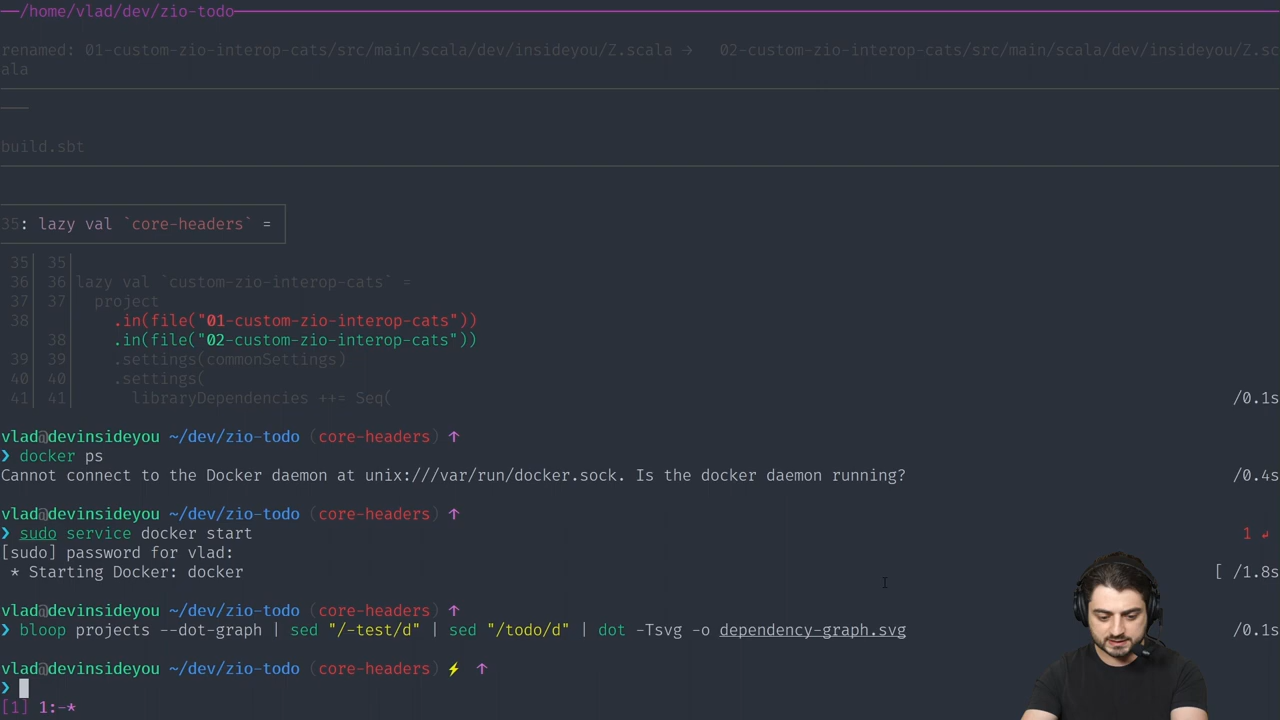 /home/vlad/dev/zio-todo
renamed: 01-custom-zio-interop-cats/src/main/scala/dev/insideyou/Z.scala → 02-custom-zio-interop-cats/src/main/scala/dev/insideyou/Z.sc
ala
build.sbt
35: lazy val `core-headers` =
35 35
36 36 lazy val `custom-zio-interop-cats` =
37 37 project
38 .in(file("01-custom-zio-interop-cats"))
38 .in(file("02-custom-zio-interop-cats"))
39 39 .settings(commonSettings)
40 40 .settings(
41 41 libraryDependencies ++= Seq( /0.1s
vlad@devinsideyou ~/dev/zio-todo (core-headers) ↑
❯ docker ps
Cannot connect to the Docker daemon at unix:///var/run/docker.sock. Is the docker daemon running? /0.4s
vlad@devinsideyou ~/dev/zio-todo (core-headers) ↑
❯ sudo service docker start 1 ↲
[sudo] password for vlad:
* Starting Docker: docker [ /1.8s
vlad@devinsideyou ~/dev/zio-todo (core-headers) ↑
❯ bloop projects --dot-graph | sed "/-test/d" | sed "/todo/d" | dot -Tsvg -o dependency-graph.svg /0.1s
vlad@devinsideyou ~/dev/zio-todo (core-headers) ⚡ ↑
❯
[1] 1:-*